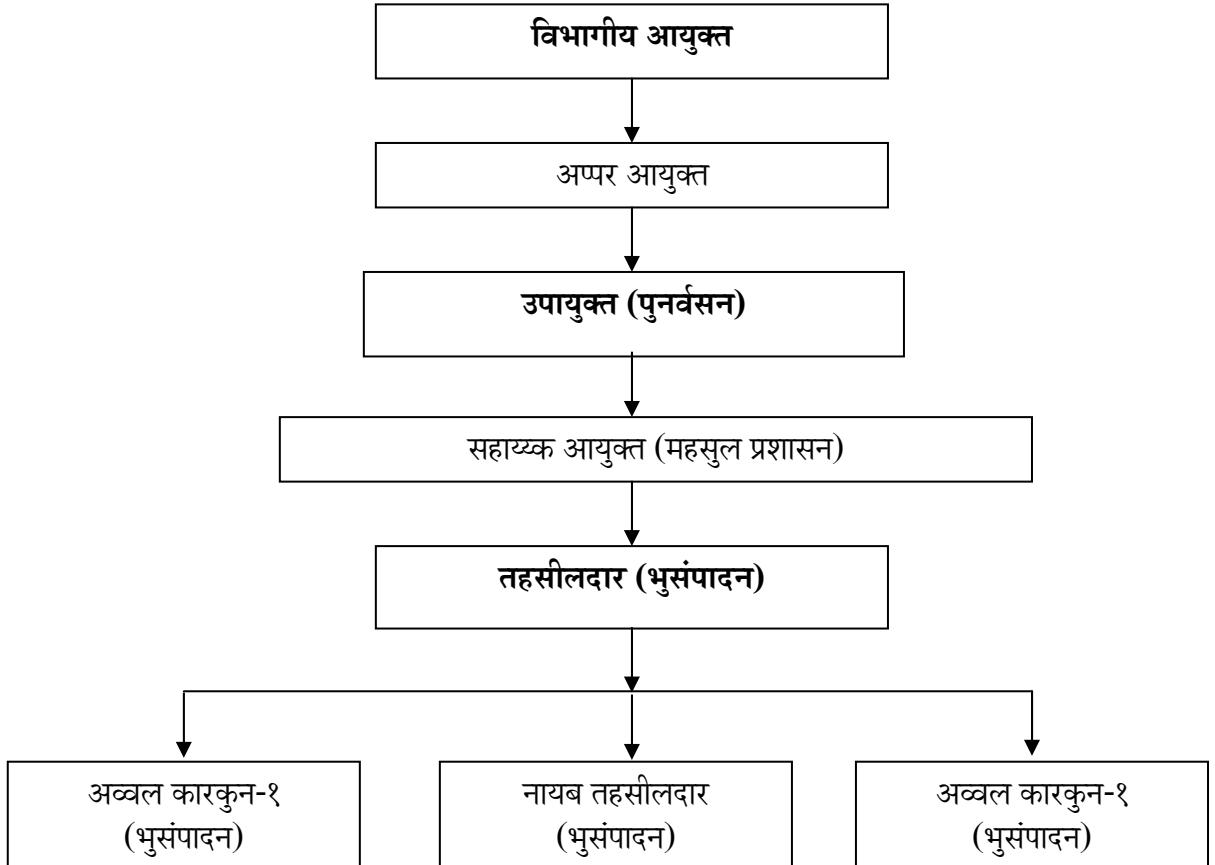 विभागीय आयुक्त
अप्पर आयुक्त
उपायुक्त (पुनर्वसन)
सहाय्य्क आयुक्त (महसुल प्रशासन)
तहसीलदार (भुसंपादन)
अव्वल कारकुन-१
(भुसंपादन)
नायब तहसीलदार
(भुसंपादन)
अव्वल कारकुन-१
(भुसंपादन)